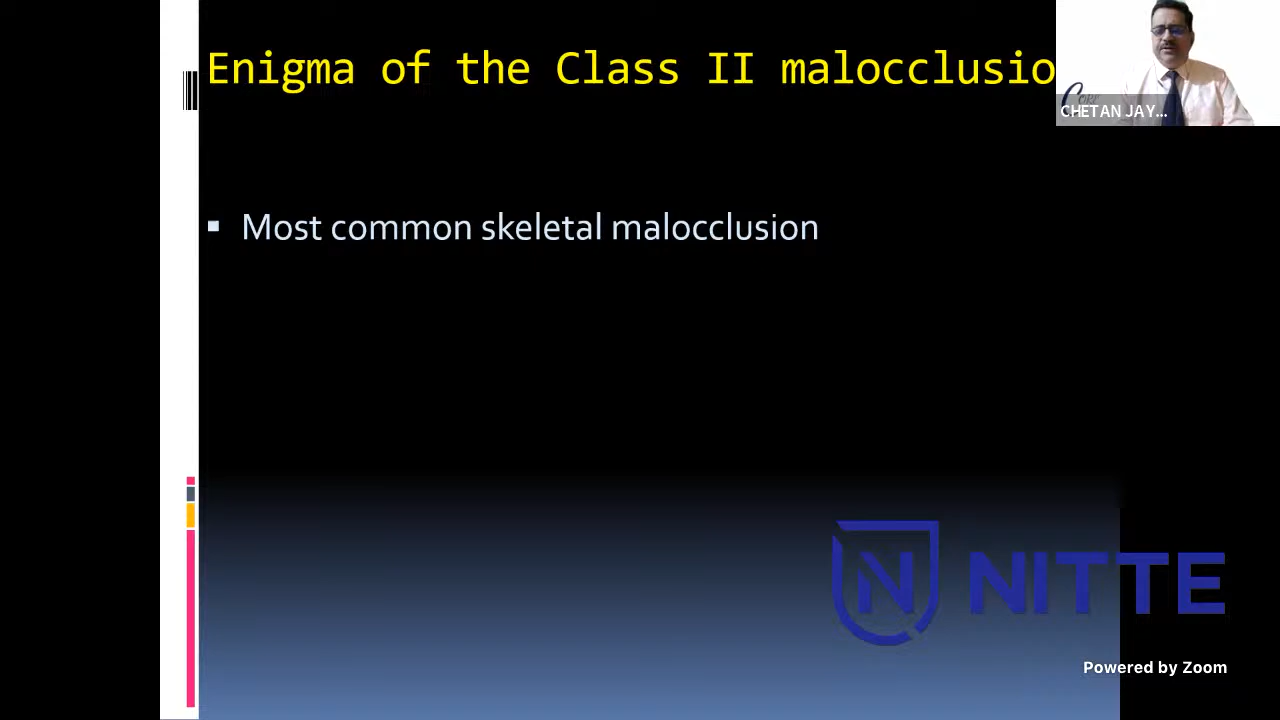 Enigma of the Class II malocclusio
CHETAN JAY...
Most common skeletal malocclusion
N NITTE
Powered by Zoom